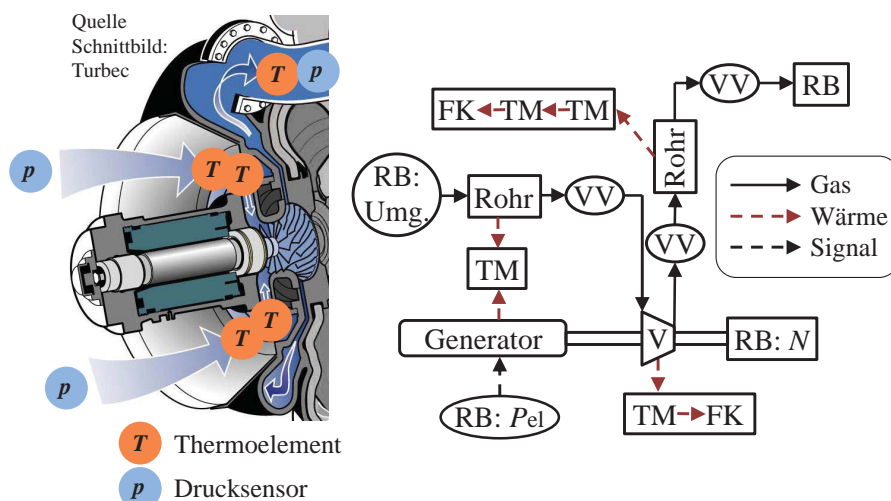 Quelle
Schnittbild:
Turbec
T
p
p
T
T
T
T
p
T Thermoelement
p Drucksensor
VV
RB
FK TM TM
Rohr
RB:
Umg.
Rohr
VV
VV
TM
Generator
V
RB: N
RB: Pel
TM FK
Gas
Wärme
Signal